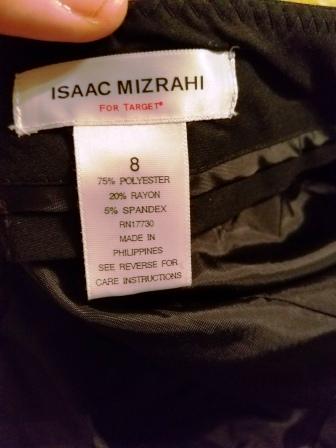 ISAAC MIZRAHI
FOR TARGET®
8
75% POLYESTER
20% RAYON
5% SPANDEX
RN17730
MADE IN
PHILIPPINES
SEE REVERSE FOR
CARE INSTRUCTIONS